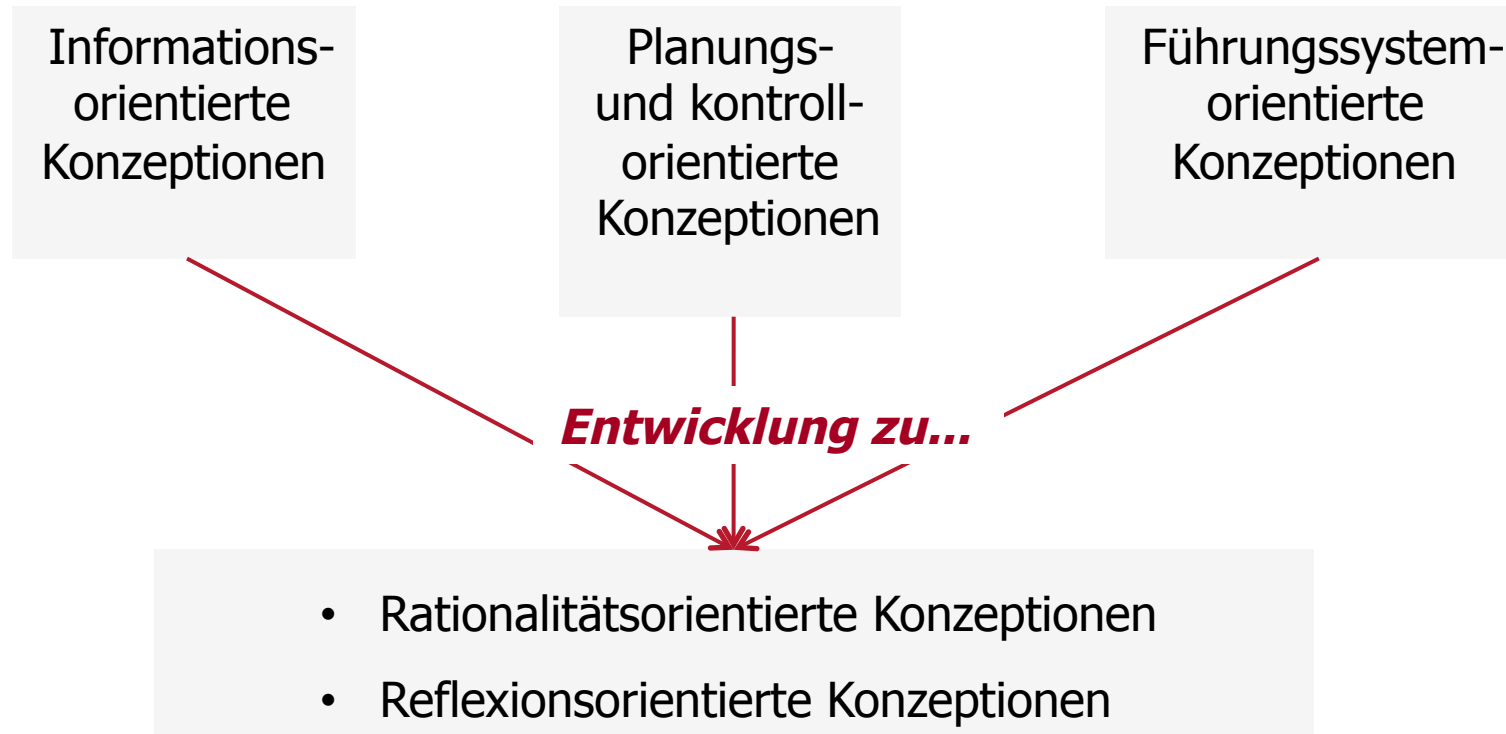 Informations-
orientierte
Konzeptionen
Planungs-
und kontroll-
orientierte
Konzeptionen
Führungssystem-
orientierte
Konzeptionen
Entwicklung zu...
• Rationalitätsorientierte Konzeptionen
• Reflexionsorientierte Konzeptionen